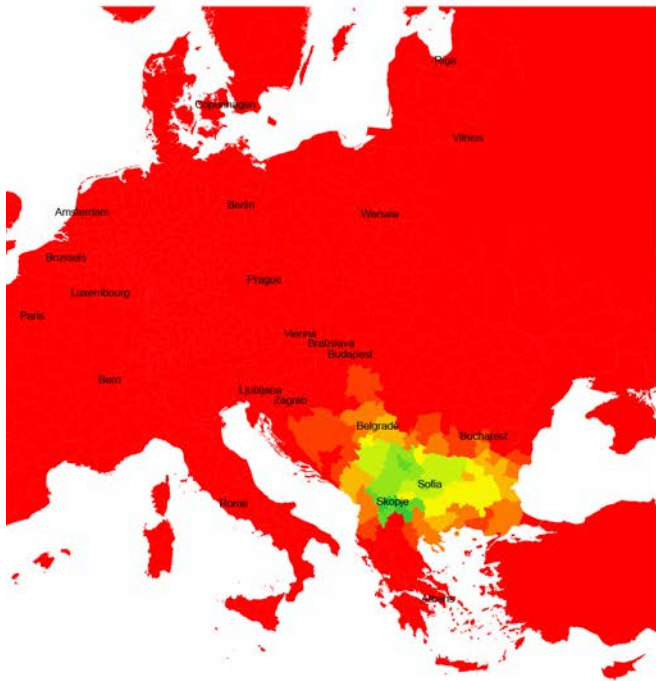 Riga
Copenhagen
Vilnius
Berlin
Amsterdam
Warsaw
Brussels
Prague
Luxembourg
Paris
Vienna
Bratislava
Budapest
Bern
Ljubljana
Zagreb
Belgrade
Bucharest
Sofia
Skopje
Rome
Athens